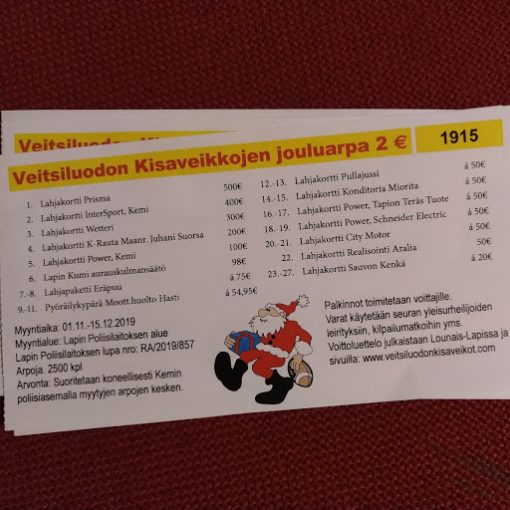 Veitsiluodon
Veitsiluodon Kisaveikkojen jouluarpa 2 €
1915
1. Lahjakortti Prisma 500€
2. Lahjakortti InterSport, Kemi 400€
3. Lahjakortti Wetteri 300€
4. Lahjakortti K-Rauta Maanr. Juhani Suorsa 200€
5. Lahjakortti Power, Kemi 100€
6. Lapin Kumi aurauskulmansäätö 98€
7.-8. Lahjapaketti Eräpuu á 75€
9.-11. Pyöräilykypärä Moott.huolto Hasti á 54,95€
12.-13. Lahjakortti Pullajussi á 50€
14.-15. Lahjakortti Konditoria Miorita á 50€
16.-17. Lahjakortti Power, Tapion Teräs Tuote á 50€
18.-19. Lahjakortti Power, Schneider Electric á 50€
20.-21. Lahjakortti City Motor á 50€
22. Lahjakortti Realisointi Aralia 50€
23.-27. Lahjakortti Sauvon Kenkä á 20€
Myyntiaika: 01.11.-15.12.2019
Myyntialue: Lapin Poliisilaitoksen alue
Lapin Poliisilaitoksen lupa nro: RA/2019/857
Arpoja. 2500 kpl
Arvonta: Suoritetaan koneellisesti Kemin
poliisiasemalla myytyjen arpojen kesken.
Palkinnot toimitetaan voittajille.
Varat käytetään seuran yleisurheilijoiden
leirityksiin, kilpailumatkoihin yms.
Voittoluettelo julkaistaan Lounais-Lapissa ja
sivuilla: www.veitsiluodonkisaveikot.com